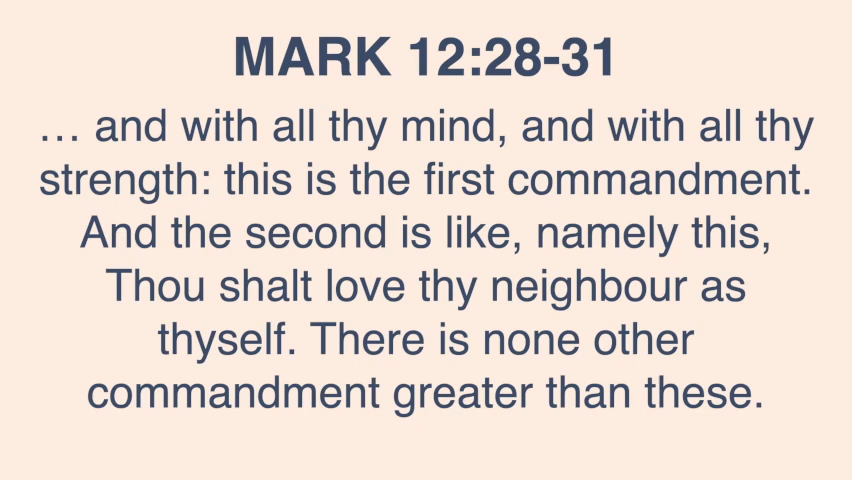 MARK 12:28-31
… and with all thy mind, and with all thy
strength: this is the first commandment.
And the second is like, namely this,
Thou shalt love thy neighbour as
thyself. There is none other
commandment greater than these.